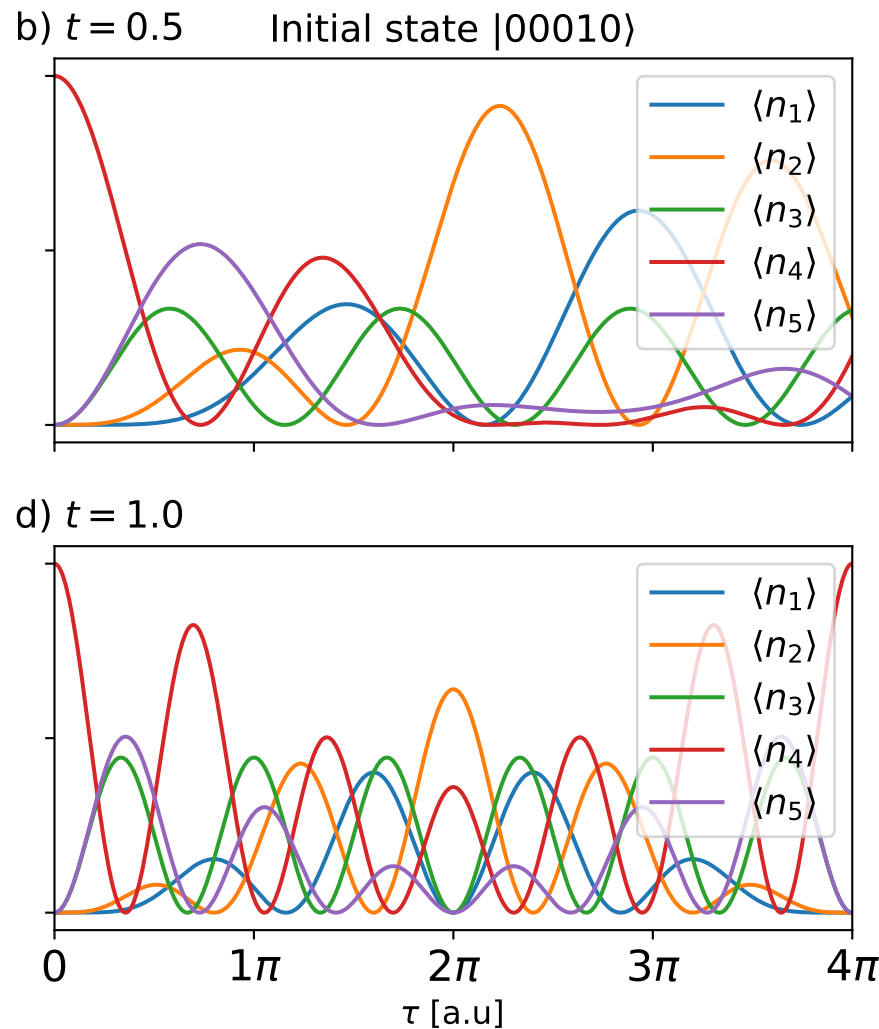 b) t = 0.5 Initial state |00010⟩
⟨n₁⟩
⟨n₂⟩
⟨n₃⟩
⟨n₄⟩
⟨n₅⟩
d) t = 1.0
⟨n₁⟩
⟨n₂⟩
⟨n₃⟩
⟨n₄⟩
⟨n₅⟩
0 1π 2π 3π 4π
τ [a.u]